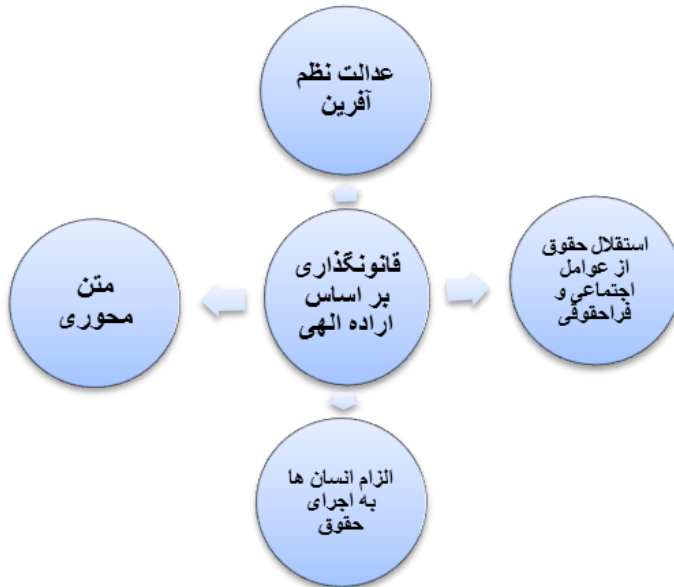 عدالت نظم
آفرین
استقلال حقوق
از عوامل
اجتماعی و
فراحقوقی
قانونگذاری
بر اساس
اراده الهی
متن
محوری
الزام انسان ها
به اجرای
حقوق